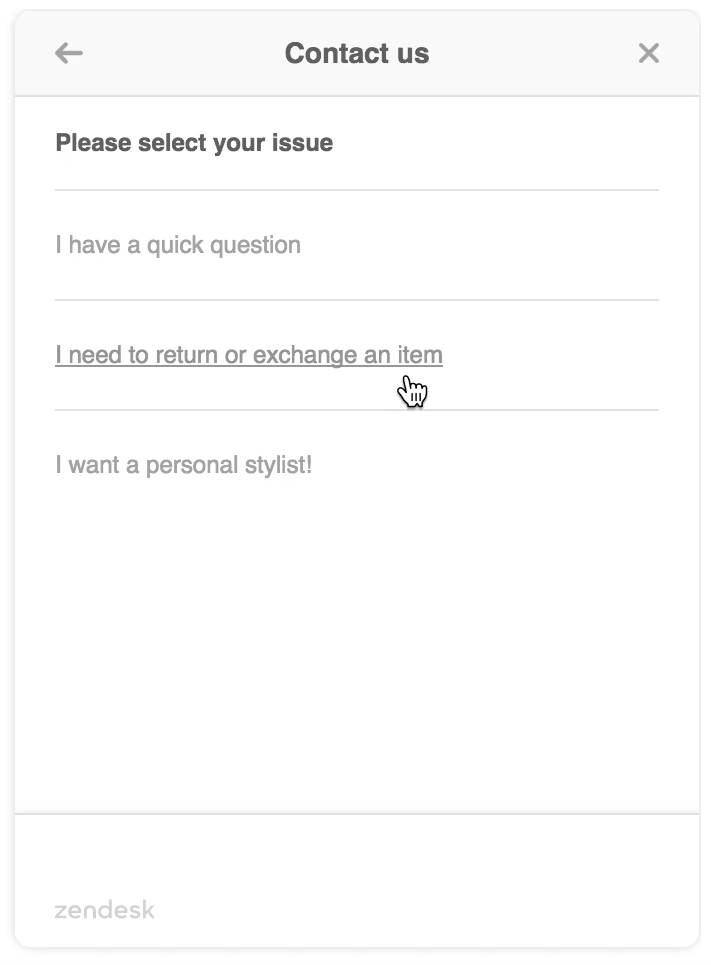 Contact us
Please select your issue
I have a quick question
I need to return or exchange an item
I want a personal stylist!
zendesk